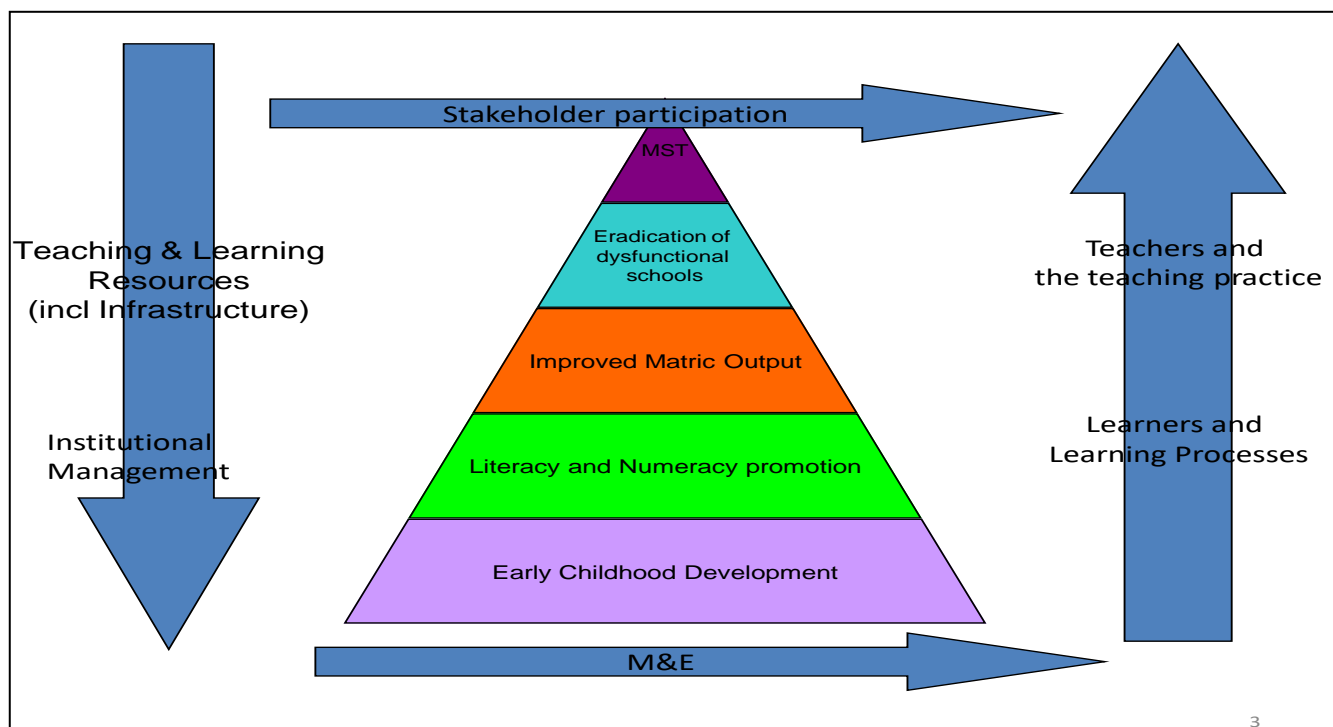 Stakeholder participation
MST
Eradication of
dysfunctional
schools
Improved Matric Output
Literacy and Numeracy promotion
Early Childhood Development
M&E
Teaching & Learning
Resources
(incl Infrastructure)
Institutional
Management
Teachers and
the teaching practice
Learners and
Learning Processes
3